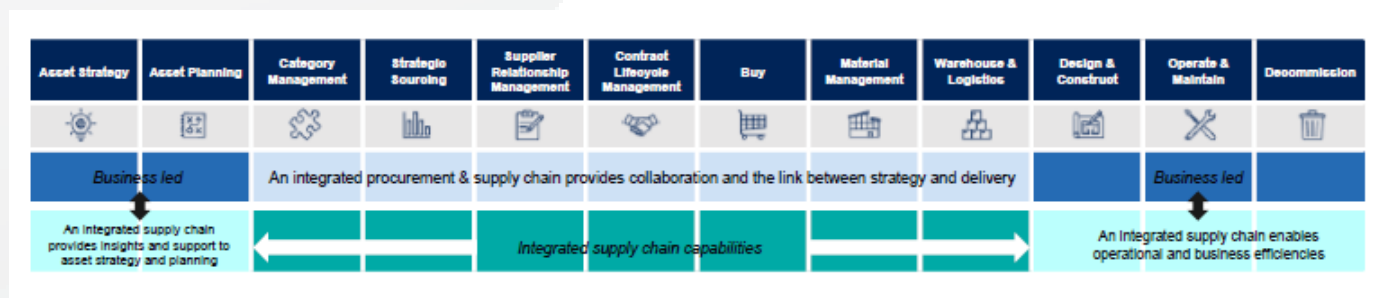 Asset Strategy
Asset Planning
Category
Management
Strategic
Sourcing
Supplier
Relationship
Management
Contract
Lifecycle
Management
Buy
Material
Management
Warehouse &
Logistics
Design &
Construct
Operate &
Maintain
Decommission
Business led
An integrated procurement & supply chain provides collaboration and the link between strategy and delivery
Business led
An integrated supply chain
provides insights and support to
asset strategy and planning
Integrated supply chain capabilities
An integrated supply chain enables
operational and business efficiencies